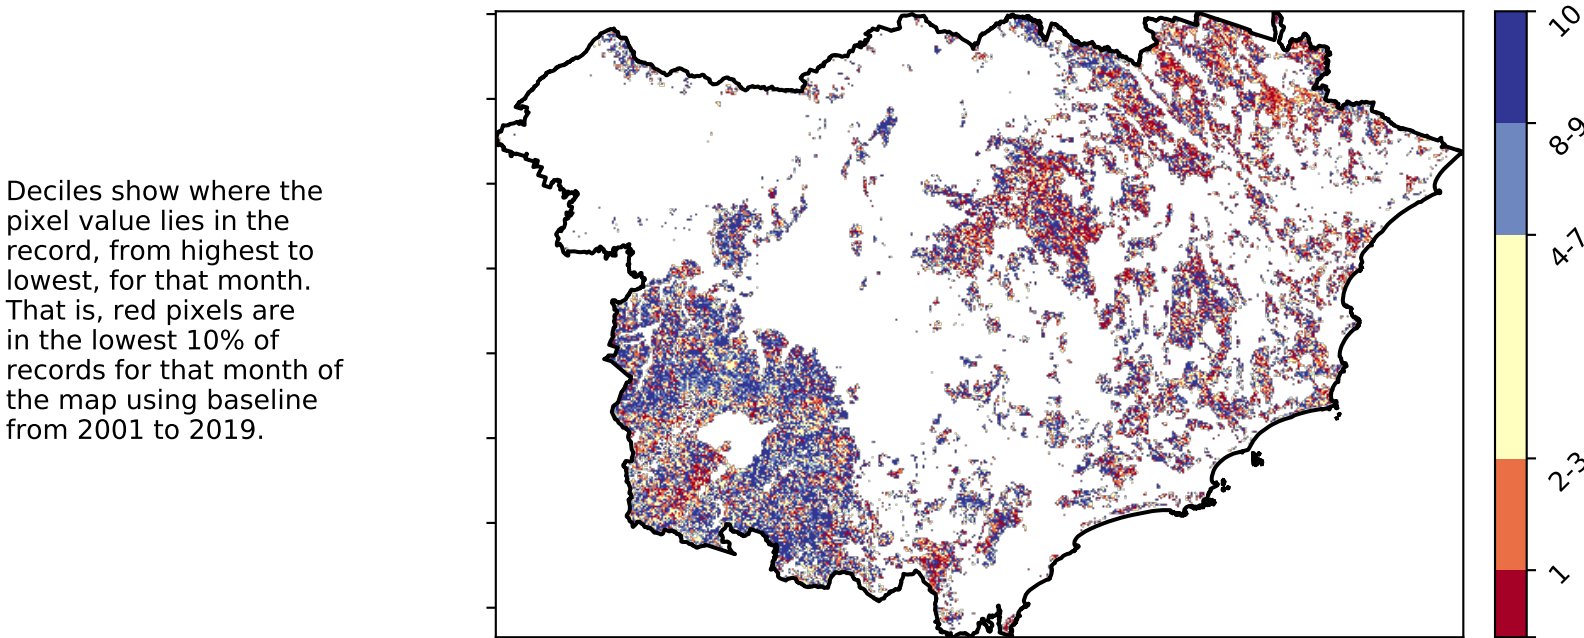 Deciles show where the
pixel value lies in the
record, from highest to
lowest, for that month.
That is, red pixels are
in the lowest 10% of
records for that month of
the map using baseline
from 2001 to 2019.
10
8-9
4-7
2-3
1